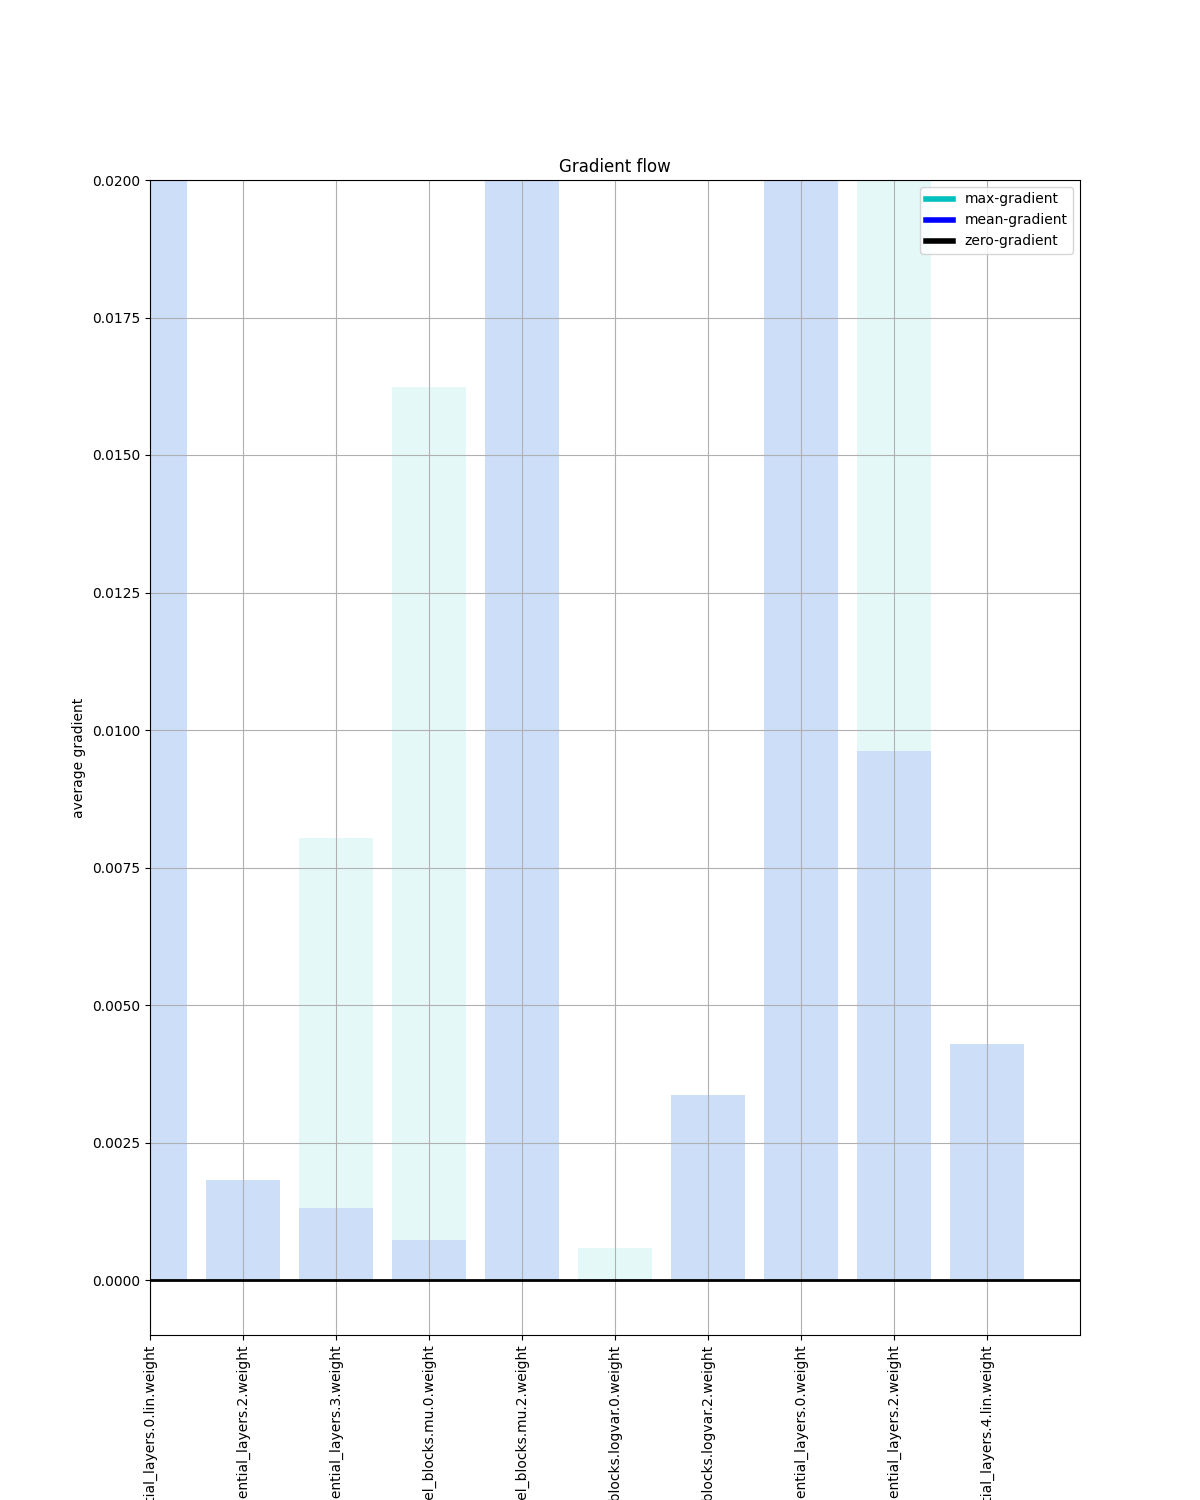 Gradient flow
max-gradient
mean-gradient
zero-gradient
0.0200
0.0175
0.0150
0.0125
0.0100
0.0075
0.0050
0.0025
0.0000
average gradient
tial_layers.0.lin.weight
ential_layers.2.weight
ential_layers.3.weight
el_blocks.mu.0.weight
el_blocks.mu.2.weight
blocks.logvar.0.weight
blocks.logvar.2.weight
ential_layers.0.weight
ential_layers.2.weight
tial_layers.4.lin.weight